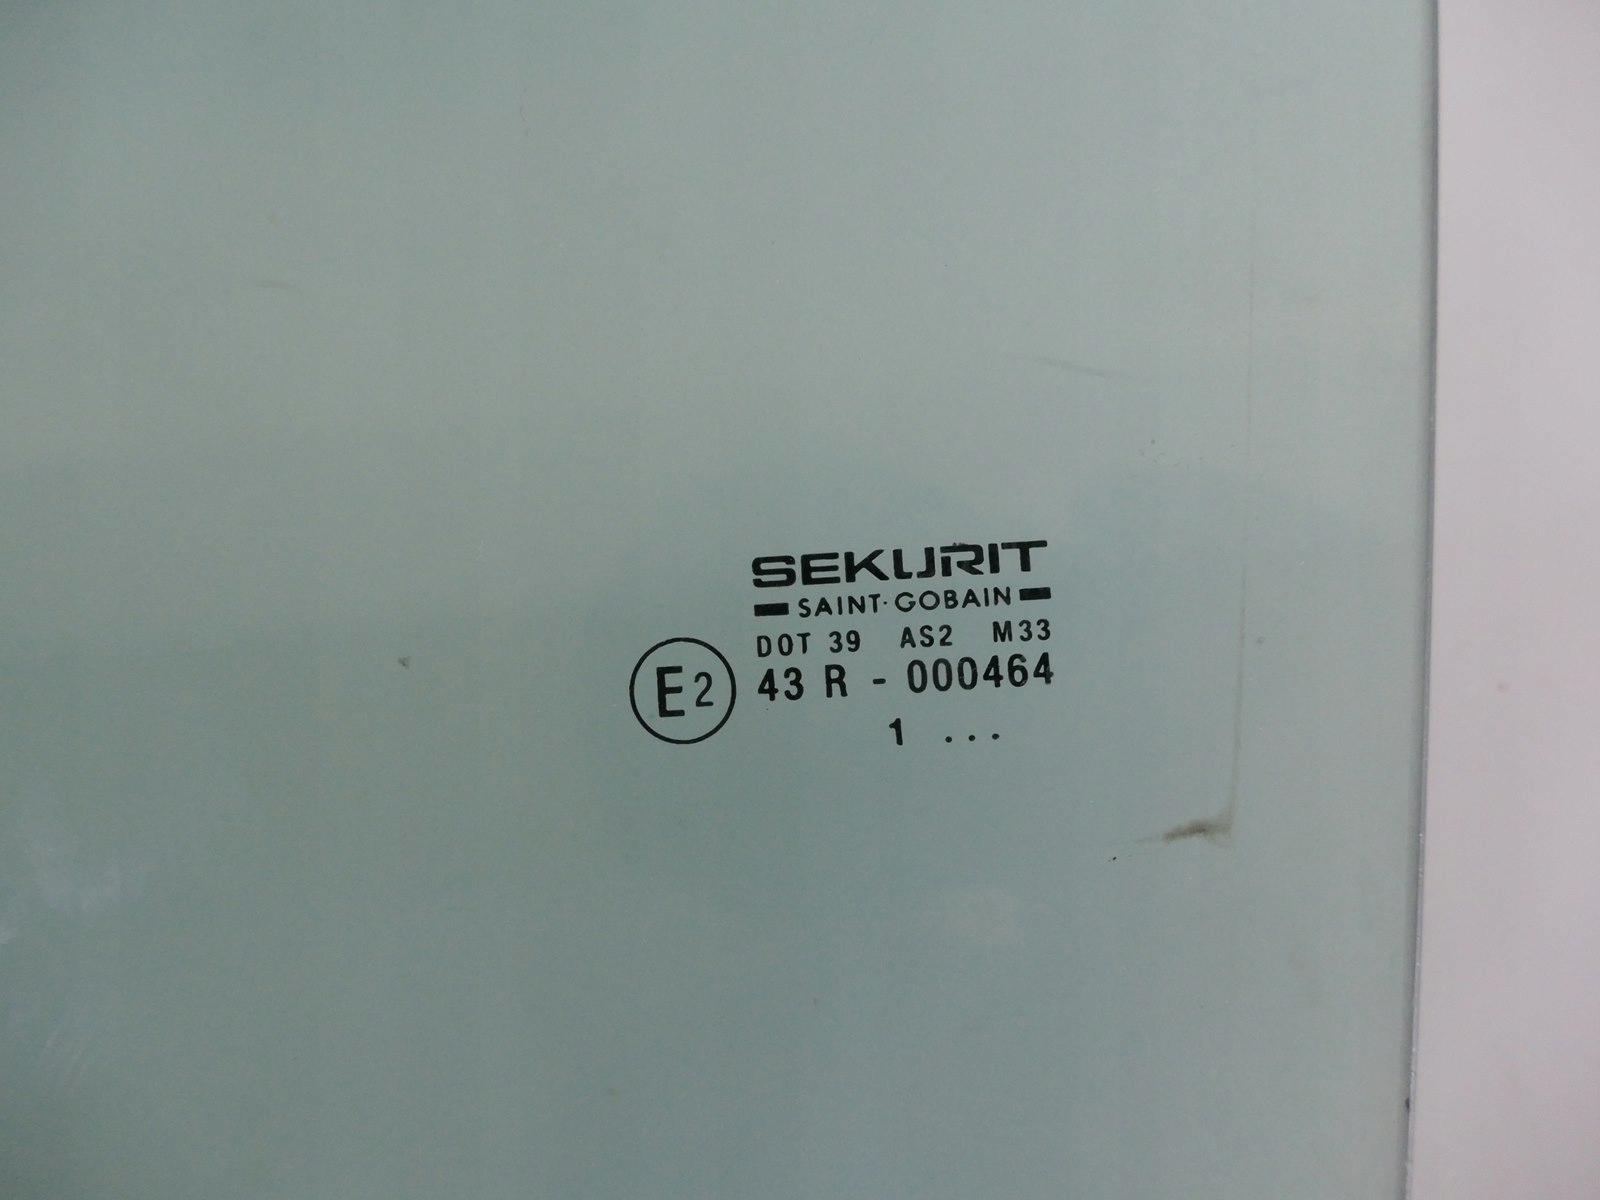 SEKURIT
SAINT·GOBAIN
DOT 39 AS2 M33
E2 43 R - 000464
1 ...